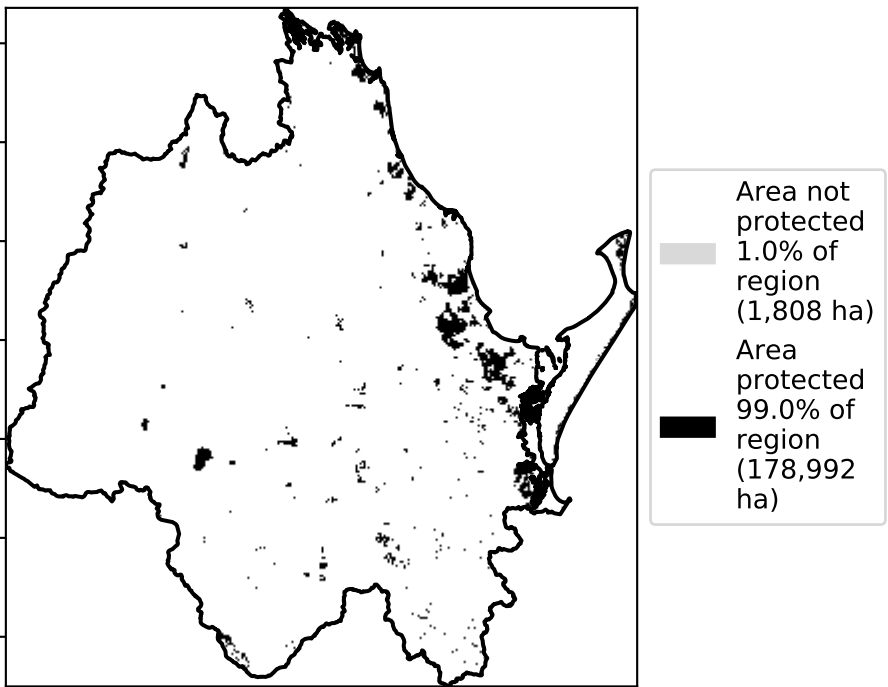 Area not
protected
1.0% of
region
(1,808 ha)
Area
protected
99.0% of
region
(178,992
ha)